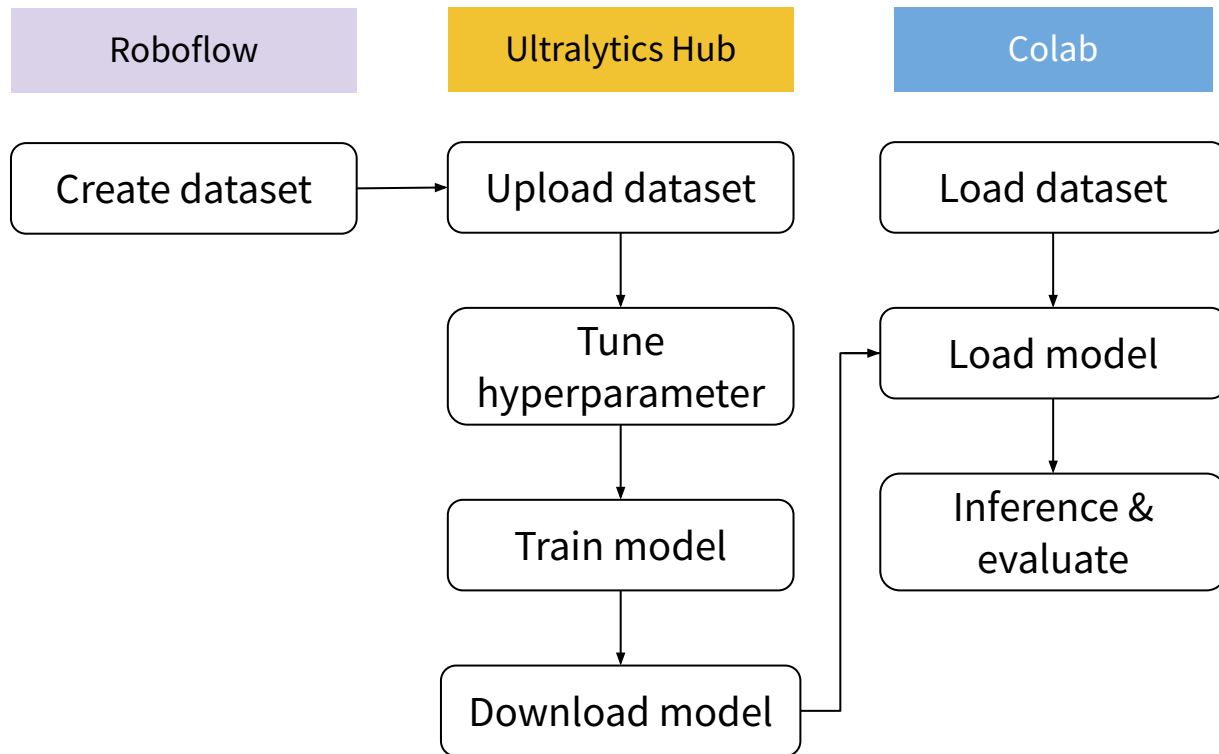 Roboflow
Ultralytics Hub
Colab
Create dataset
Upload dataset
Load dataset
Tune
hyperparameter
Load model
Train model
Inference &
evaluate
Download model